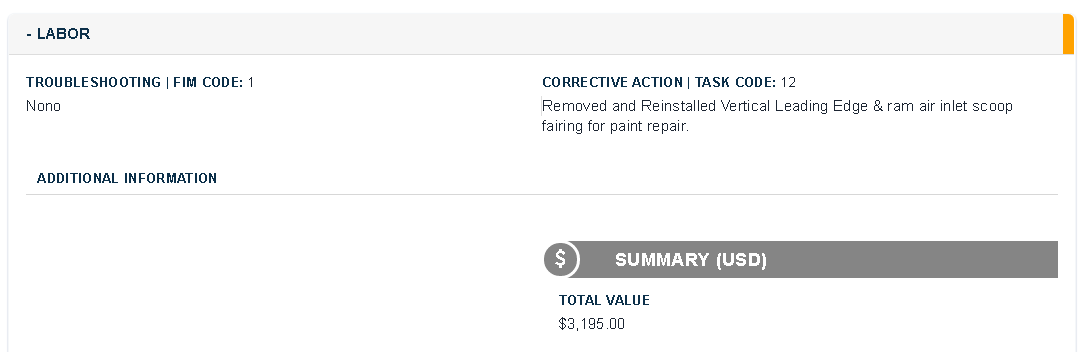 - LABOR
TROUBLESHOOTING | FIM CODE: 1
Nono
CORRECTIVE ACTION | TASK CODE: 12
Removed and Reinstalled Vertical Leading Edge & ram air inlet scoop
fairing for paint repair.
ADDITIONAL INFORMATION
$ SUMMARY (USD)
TOTAL VALUE
$3,195.00